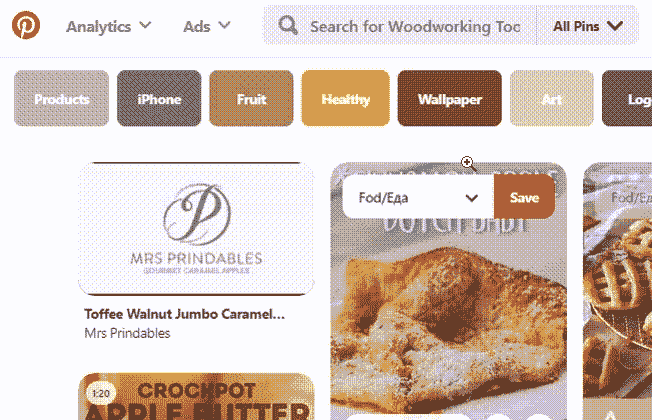 Analytics
Ads
Search for Woodworking Too
All Pins
Products
iPhone
Fruit
Healthy
Wallpaper
Art
Log
P
MRS PRINDABLES
GOURMET CARAMEL APPLES
Toffee Walnut Jumbo Caramel...
Mrs Prindables
1:20
CROCKPOT
APPLE BUTTER
Fod/Еда
Save
DUTCH BABY
Fod/Ед